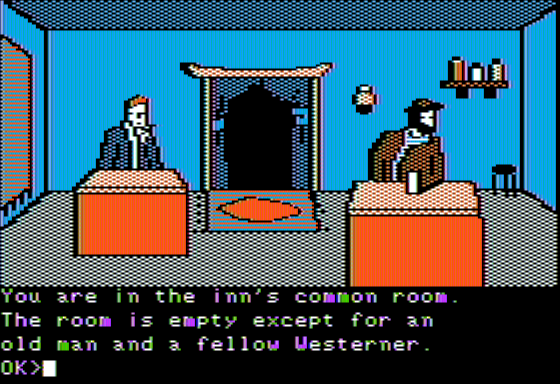 You are in the inn's common room.
The room is empty except for an
old man and a fellow Westerner.
OK>